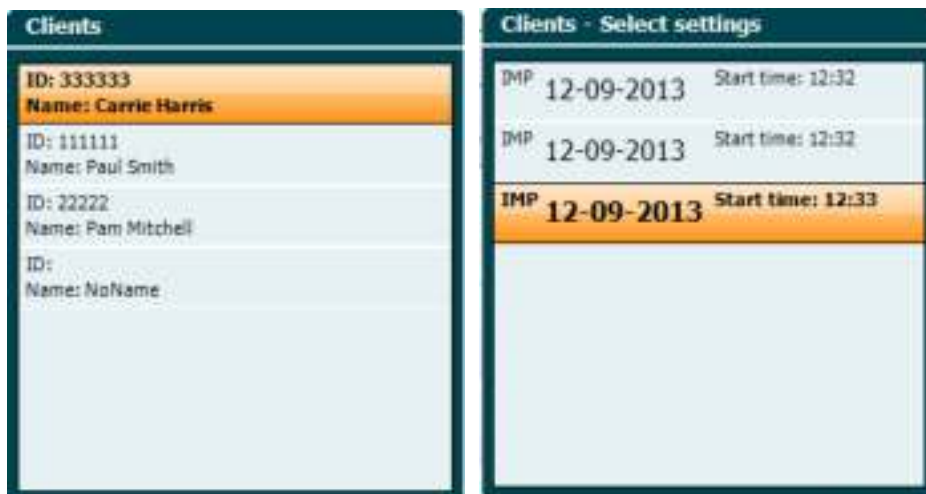 Clients
ID: 333333
Name: Carrie Harris
ID: 111111
Name: Paul Smith
ID: 22222
Name: Pam Mitchell
ID:
Name: NoName
Clients - Select settings
IMP 12-09-2013 Start time: 12:32
IMP 12-09-2013 Start time: 12:32
IMP 12-09-2013 Start time: 12:33